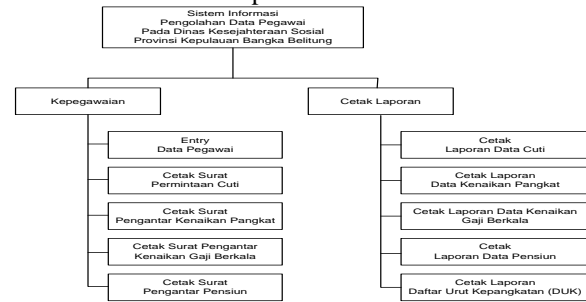 Sistem Informasi
Pengolahan Data Pegawai
Pada Dinas Kesejahteraan Sosial
Provinsi Kepulauan Bangka Belitung
Kepegawaian
Cetak Laporan
Entry
Data Pegawai
Cetak Surat
Permintaan Cuti
Cetak Surat
Pengantar Kenaikan Pangkat
Cetak Surat Pengantar
Kenaikan Gaji Berkala
Cetak Surat
Pengantar Pensiun
Cetak
Laporan Data Cuti
Cetak Laporan
Data Kenaikan Pangkat
Cetak Laporan Data Kenaikan
Gaji Berkala
Cetak
Laporan Data Pensiun
Cetak Laporan
Daftar Urut Kepangkatan (DUK)